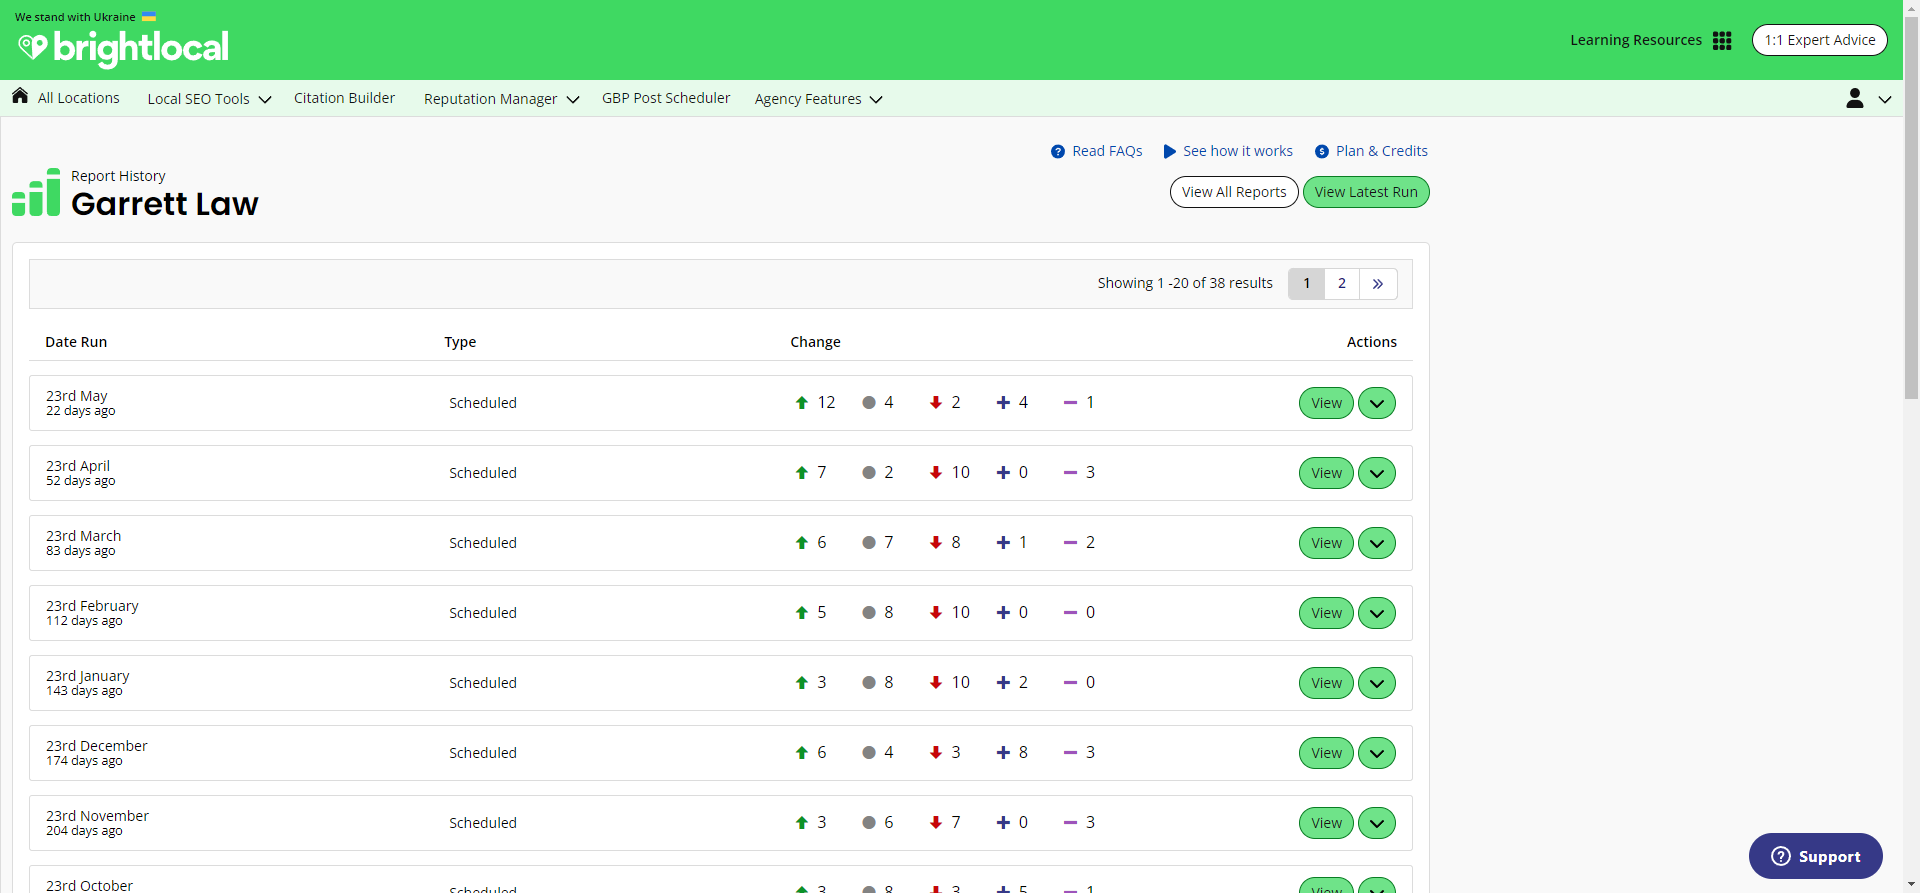 We stand with Ukraine
brightlocal
Learning Resources
1:1 Expert Advice
All Locations Local SEO Tools Citation Builder Reputation Manager GBP Post Scheduler Agency Features
Read FAQs See how it works Plan & Credits
Report History
Garrett Law
View All Reports View Latest Run
Showing 1 -20 of 38 results 1 2 »
Date Run Type Change Actions
23rd May
22 days ago
Scheduled 12 4 2 4 1 View
23rd April
52 days ago
Scheduled 7 2 10 0 3 View
23rd March
83 days ago
Scheduled 6 7 8 1 2 View
23rd February
112 days ago
Scheduled 5 8 10 0 0 View
23rd January
143 days ago
Scheduled 3 8 10 2 0 View
23rd December
174 days ago
Scheduled 6 4 3 8 3 View
23rd November
204 days ago
Scheduled 3 6 7 0 3 View
23rd October
Scheduled 3 8 3 5 1 View
Support